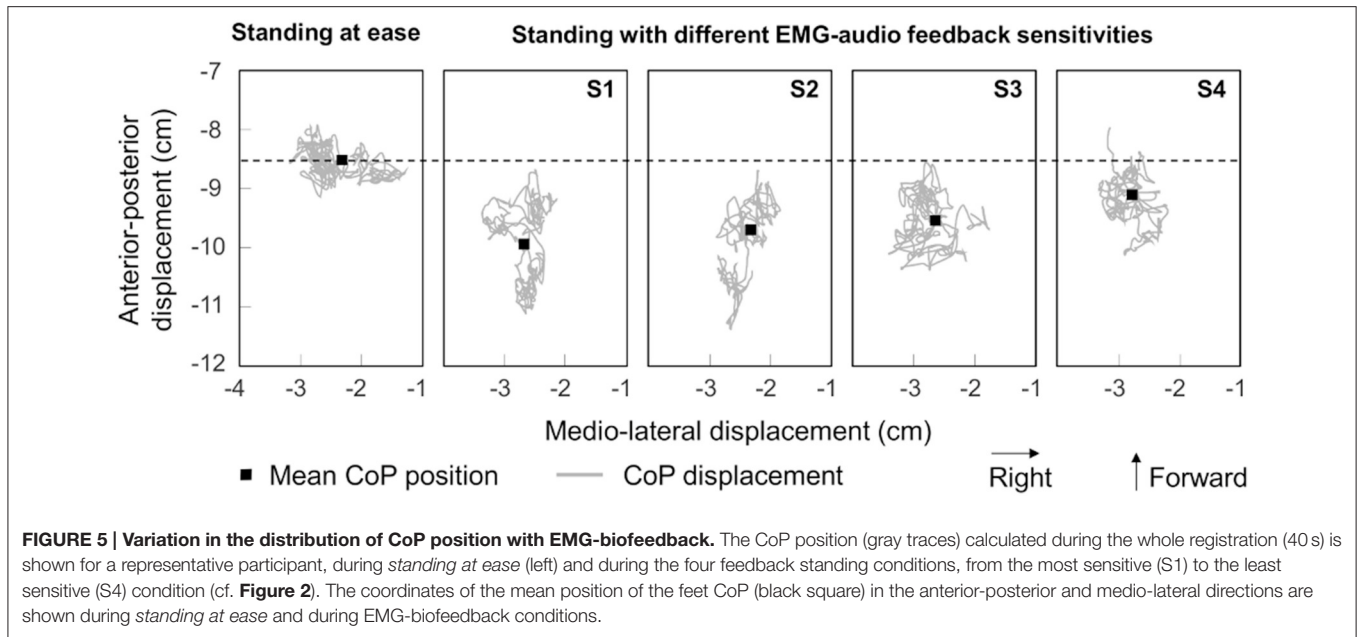 Standing at ease
Standing with different EMG-audio feedback sensitivities
Anterior-posterior
displacement (cm)
-7
-8
-9
-10
-11
-12
S1
S2
S3
S4
-4 -3 -2 -1
-3 -2 -1
-3 -2 -1
-3 -2 -1
-3 -2 -1
Medio-lateral displacement (cm)
Mean CoP position
CoP displacement
Right
Forward
FIGURE 5 | Variation in the distribution of CoP position with EMG-biofeedback. The CoP position (gray traces) calculated during the whole registration (40 s) is
shown for a representative participant, during standing at ease (left) and during the four feedback standing conditions, from the most sensitive (S1) to the least
sensitive (S4) condition (cf. Figure 2). The coordinates of the mean position of the feet CoP (black square) in the anterior-posterior and medio-lateral directions are
shown during standing at ease and during EMG-biofeedback conditions.